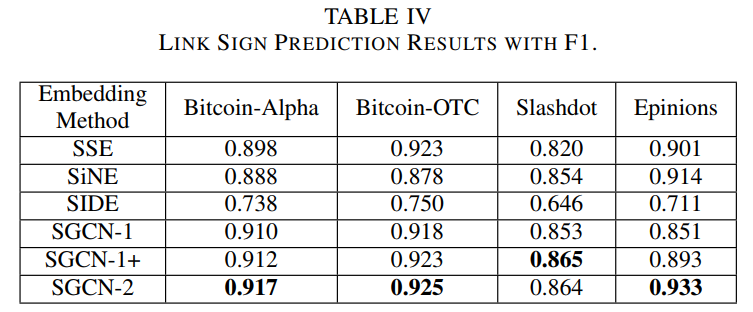 TABLE IV
LINK SIGN PREDICTION RESULTS WITH F1.
Embedding Method Bitcoin-Alpha Bitcoin-OTC Slashdot Epinions
SSE 0.898 0.923 0.820 0.901
SiNE 0.888 0.878 0.854 0.914
SIDE 0.738 0.750 0.646 0.711
SGCN-1 0.910 0.918 0.853 0.851
SGCN-1+ 0.912 0.923 0.865 0.893
SGCN-2 0.917 0.925 0.864 0.933